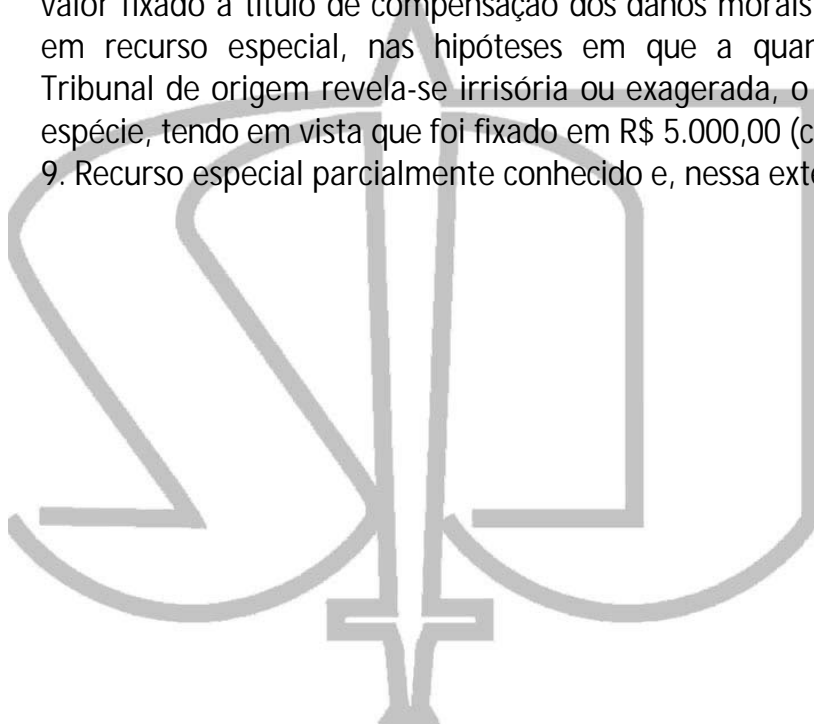 valor fixado a título de compensação dos danos morais
em recurso especial, nas hipóteses em que a quan
Tribunal de origem revela-se irrisória ou exagerada, o
espécie, tendo em vista que foi fixado em R$ 5.000,00 (c
9. Recurso especial parcialmente conhecido e, nessa exte